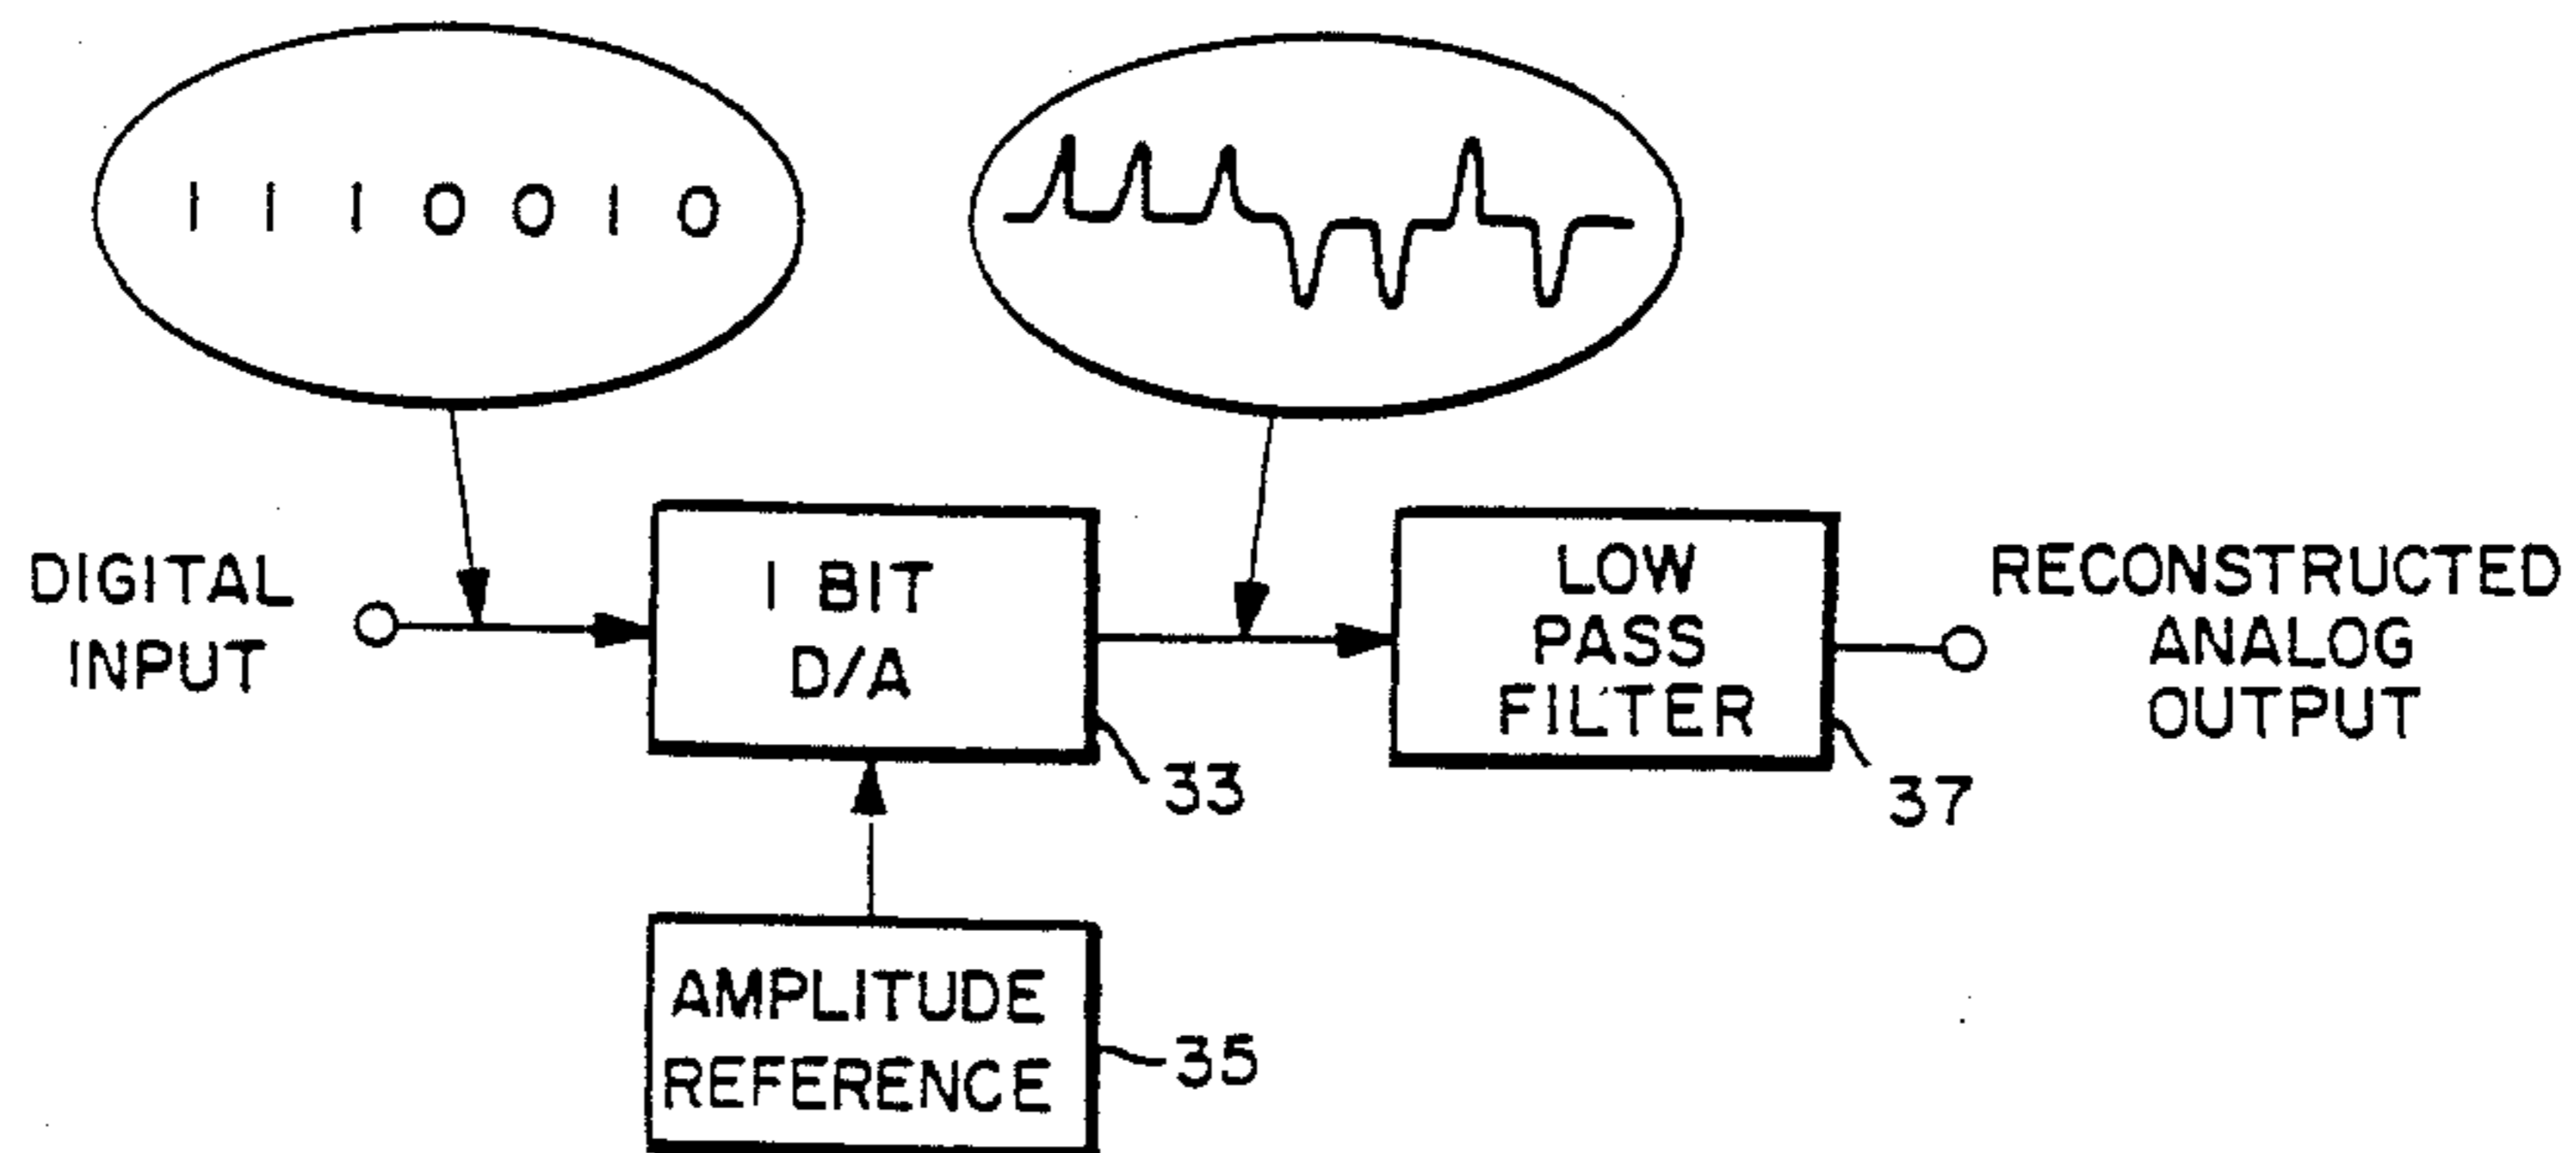 1 1 1 0 0 1 0
DIGITAL
INPUT
1 BIT
D/A
33
LOW
PASS
FILTER
37
RECONSTRUCTED
ANALOG
OUTPUT
AMPLITUDE
REFERENCE
35